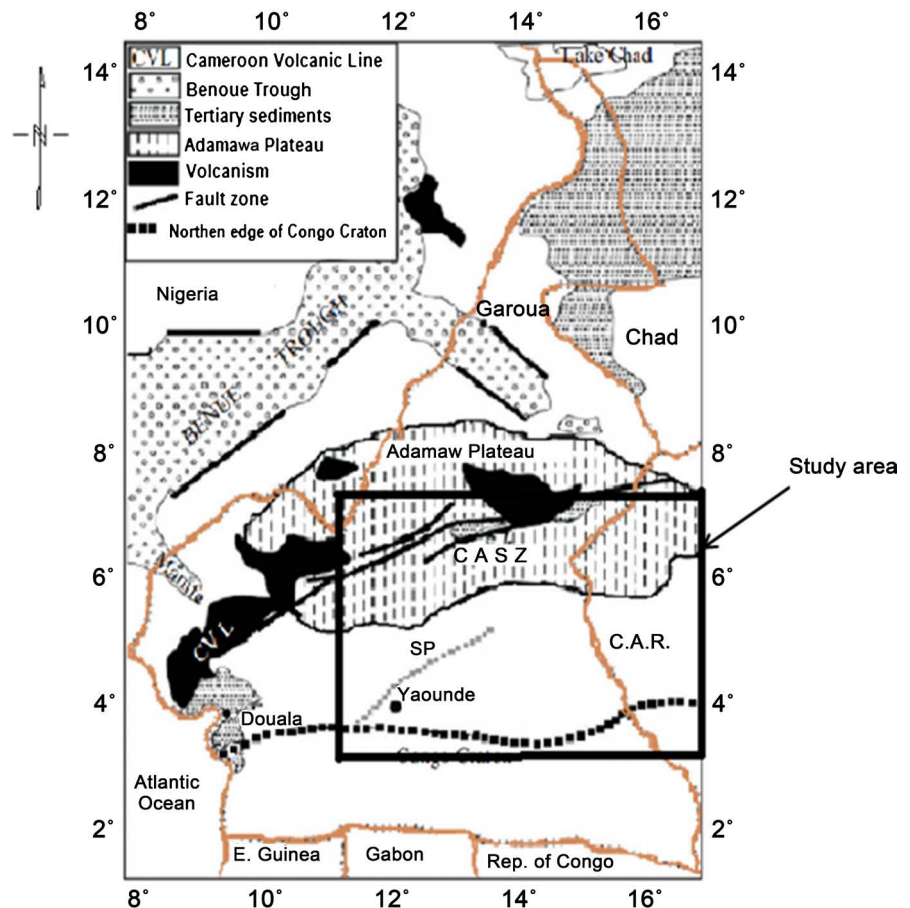 8˚ 10˚ 12˚ 14˚ 16˚
14˚
CVL Cameroon Volcanic Line
Lake Chad
Benoue Trough
Tertiary sediments
Adamawa Plateau
Volcanism
N
Fault zone
12˚ 12˚
Northen edge of Congo Craton
Nigeria
Garoua
10˚ 10˚
Chad
BENUE TROUGH
8˚ 8˚
Adamaw Plateau
Study area
C A S Z
6˚ 6˚
Mamfe
CVL
SP
C.A.R.
Yaounde
4˚ 4˚
Douala
Congo Craton
Atlantic
Ocean
2˚ 2˚
E. Guinea Gabon Rep. of Congo
8˚ 10˚ 12˚ 14˚ 16˚